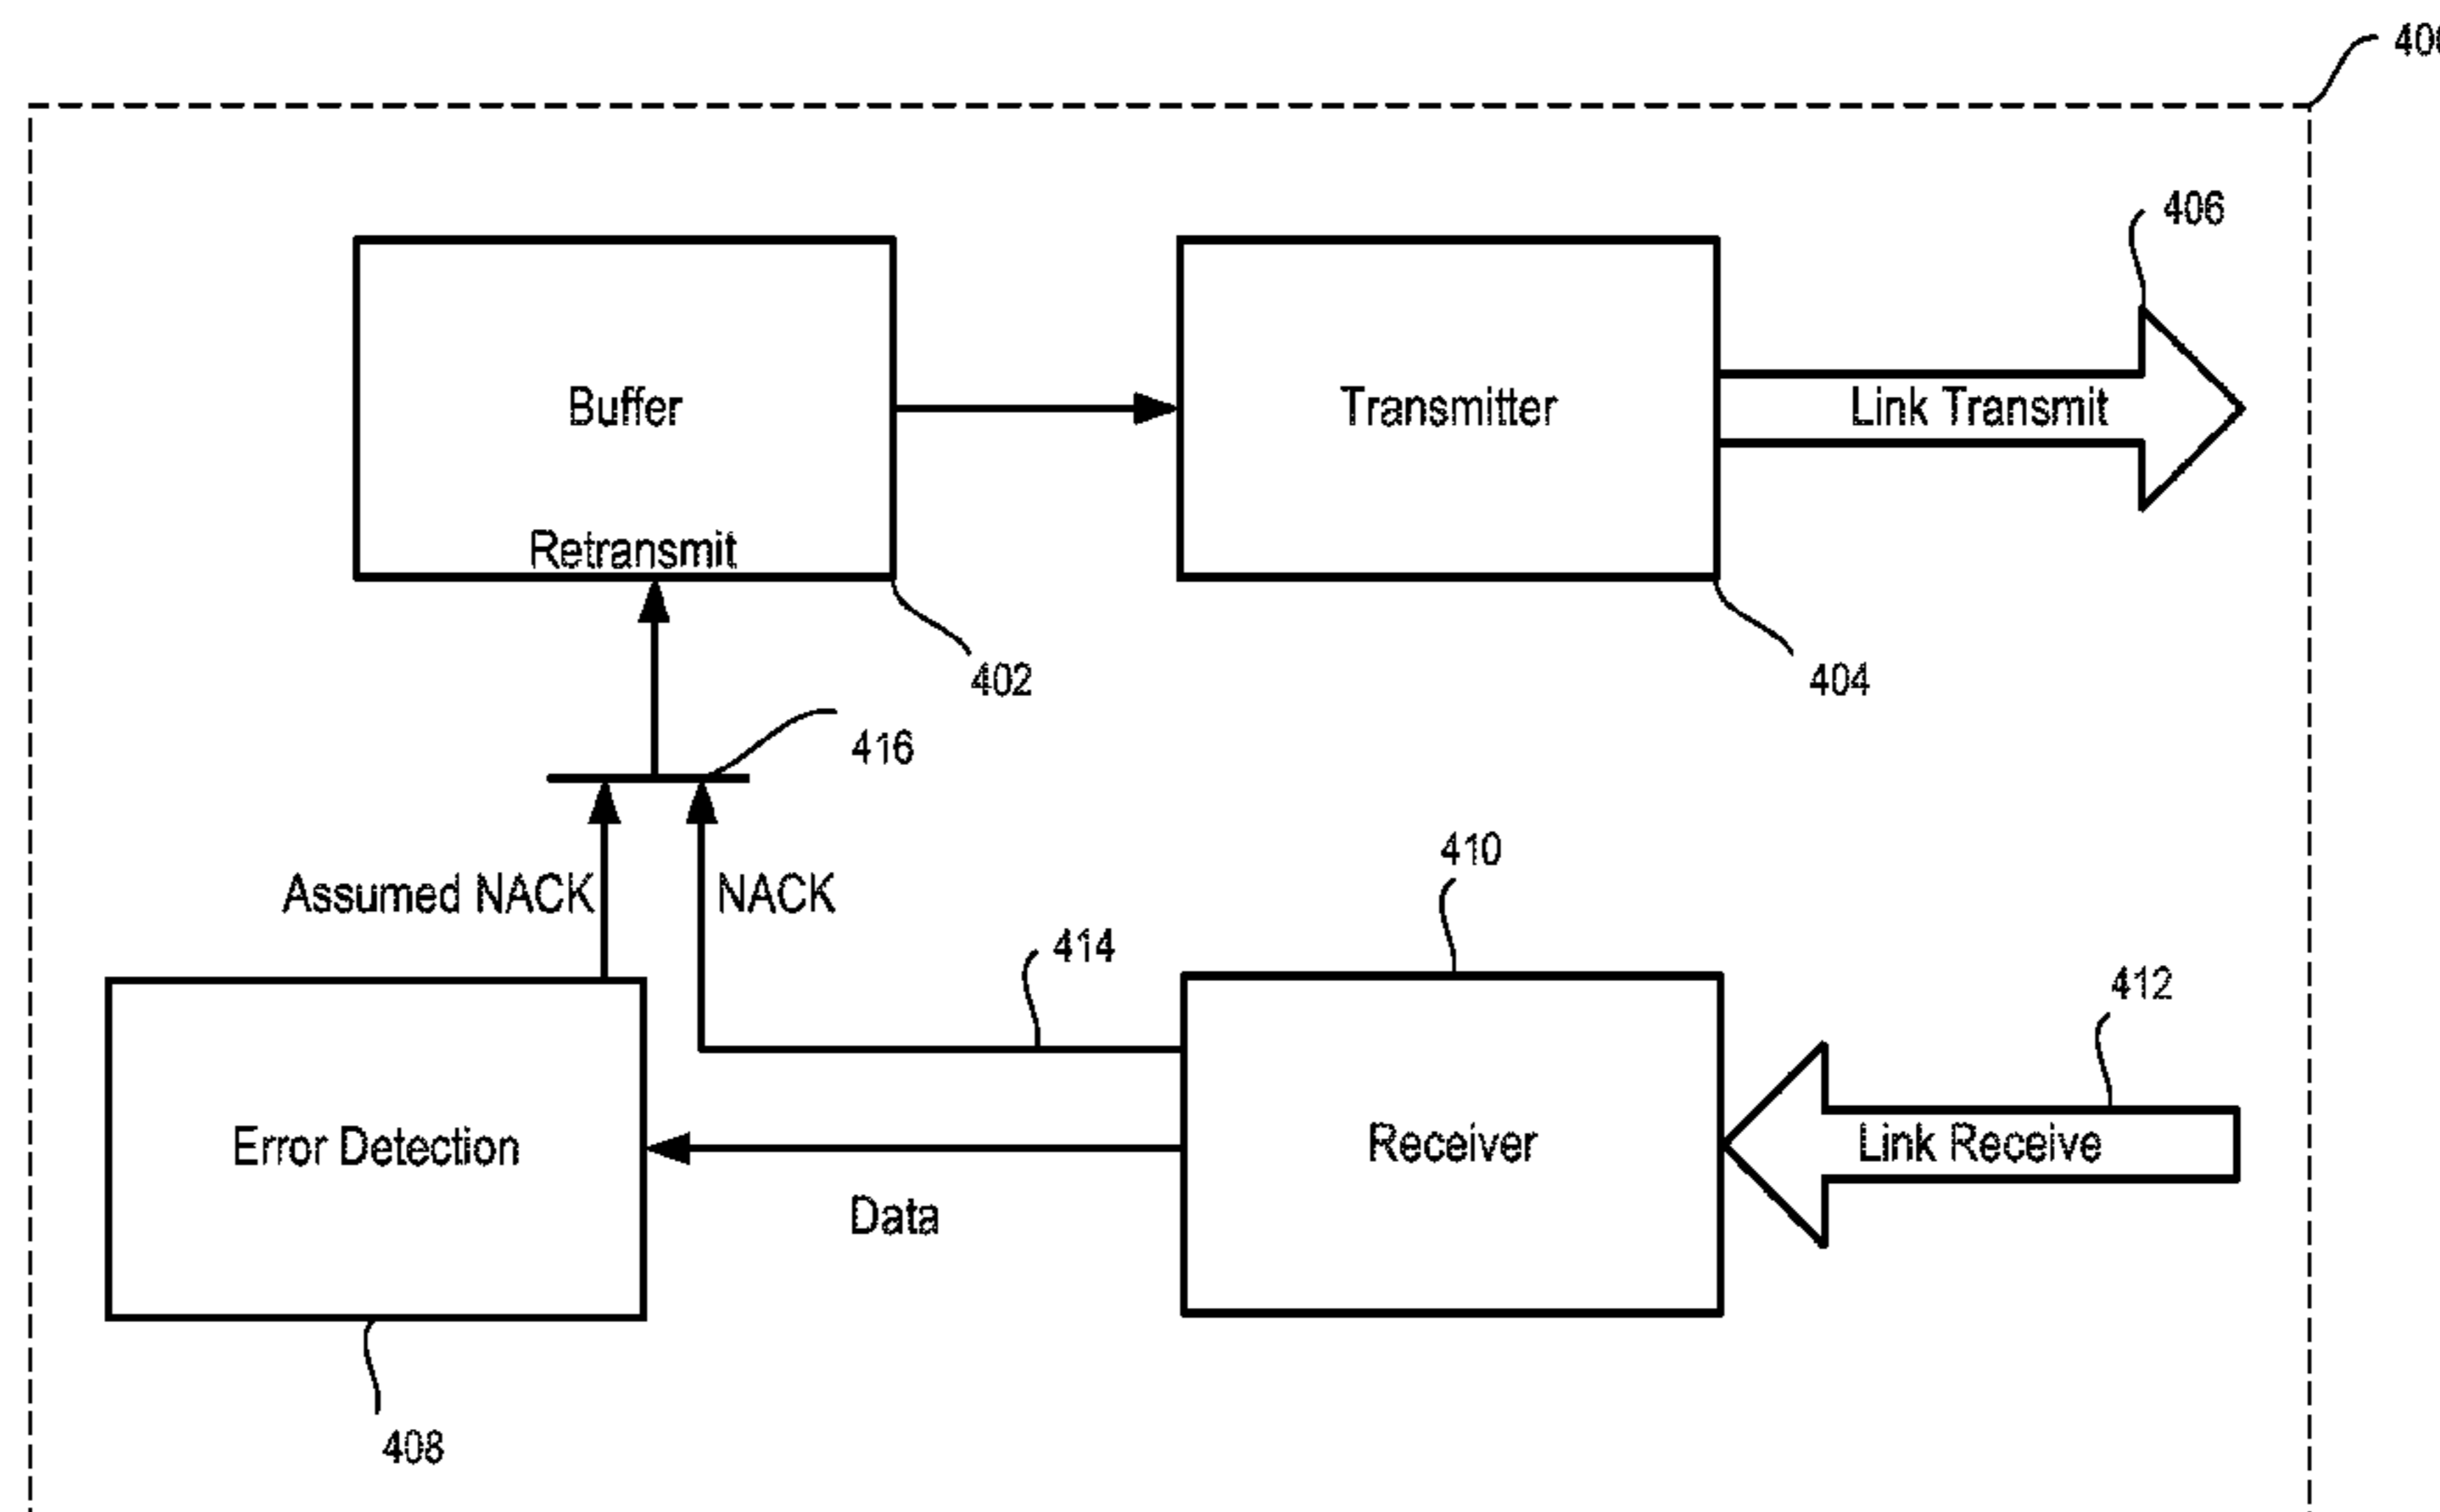 406
Buffer
Transmitter
Link Transmit
Retransmit
402
404
416
Assumed NACK
NACK
410
414
412
Error Detection
Receiver
Link Receive
Data
408